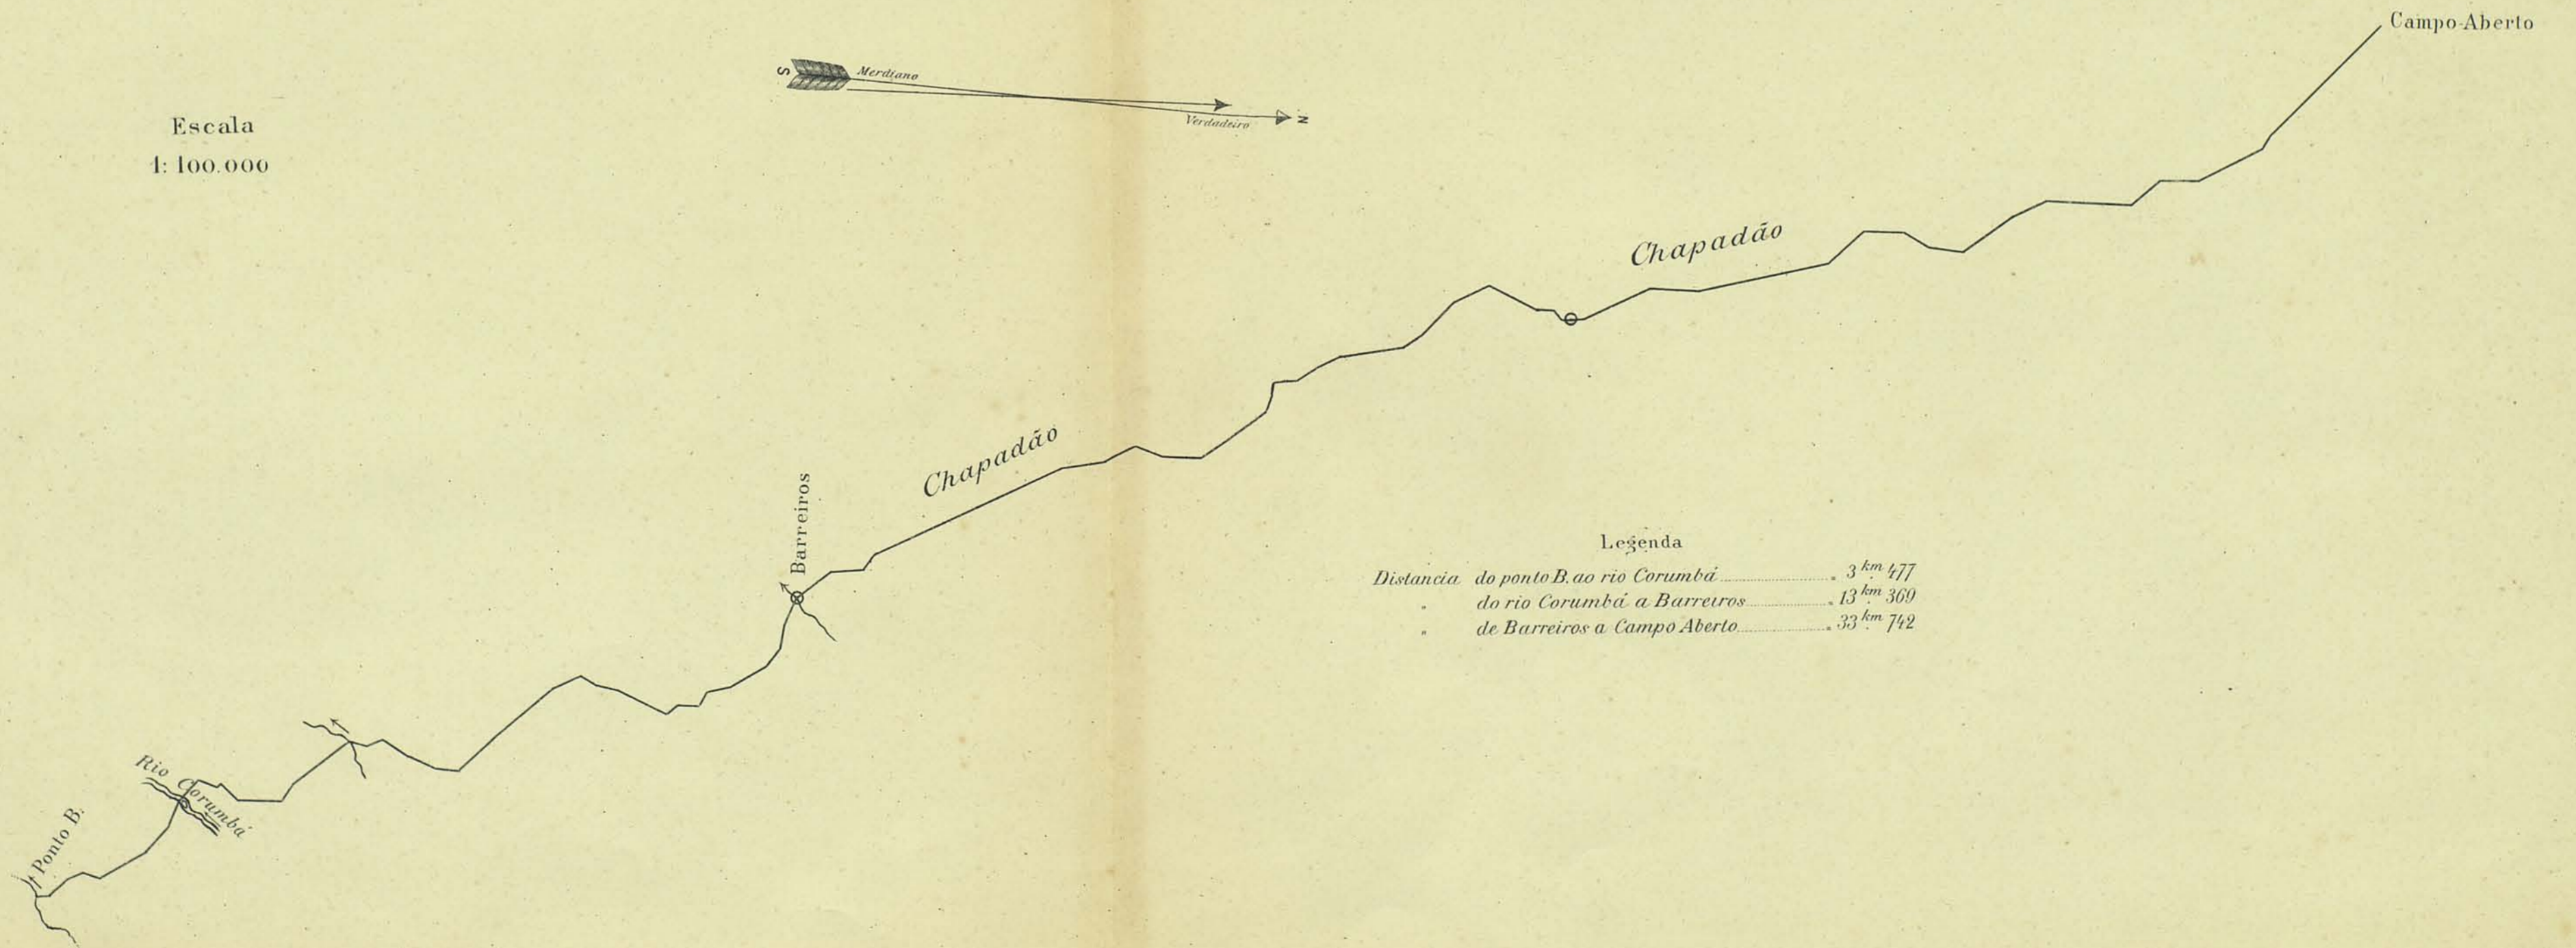 Campo-Aberto
S
Merdiano
Verdadeiro
N
Escala
1: 100.000
Chapadão
Chapadão
Barreiros
Legenda
Distancia do ponto B. ao rio Corumbá 3 km 477
" do rio Corumbá a Barreiros 13 km 369
" de Barreiros a Campo Aberto 33 km 742
Rio Corumbá
Ponto B.